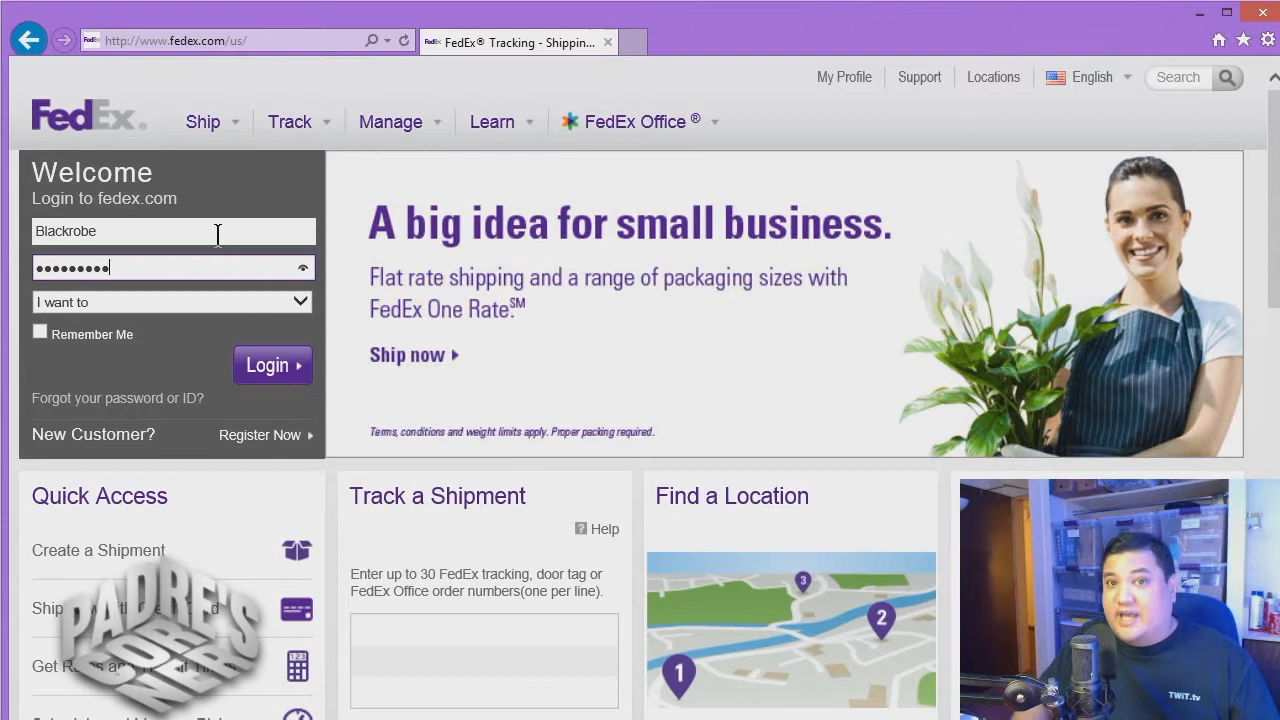 http://www.fedex.com/us/
FedEx® Tracking - Shippin...
My Profile
Support
Locations
English
Search
FedEx®
Ship
Track
Manage
Learn
FedEx Office ®
Welcome
Login to fedex.com
Blackrobe
I want to
Remember Me
Login
Forgot your password or ID?
New Customer?
Register Now
A big idea for small business.
Flat rate shipping and a range of packaging sizes with
FedEx One Rate.SM
Ship now
Terms, conditions and weight limits apply. Proper packing required.
Quick Access
Create a Shipment
Ship
Get
PADRE'S
CORNER
Track a Shipment
? Help
Enter up to 30 FedEx tracking, door tag or
FedEx Office order numbers(one per line).
Find a Location
3
2
1
TWiT.tv